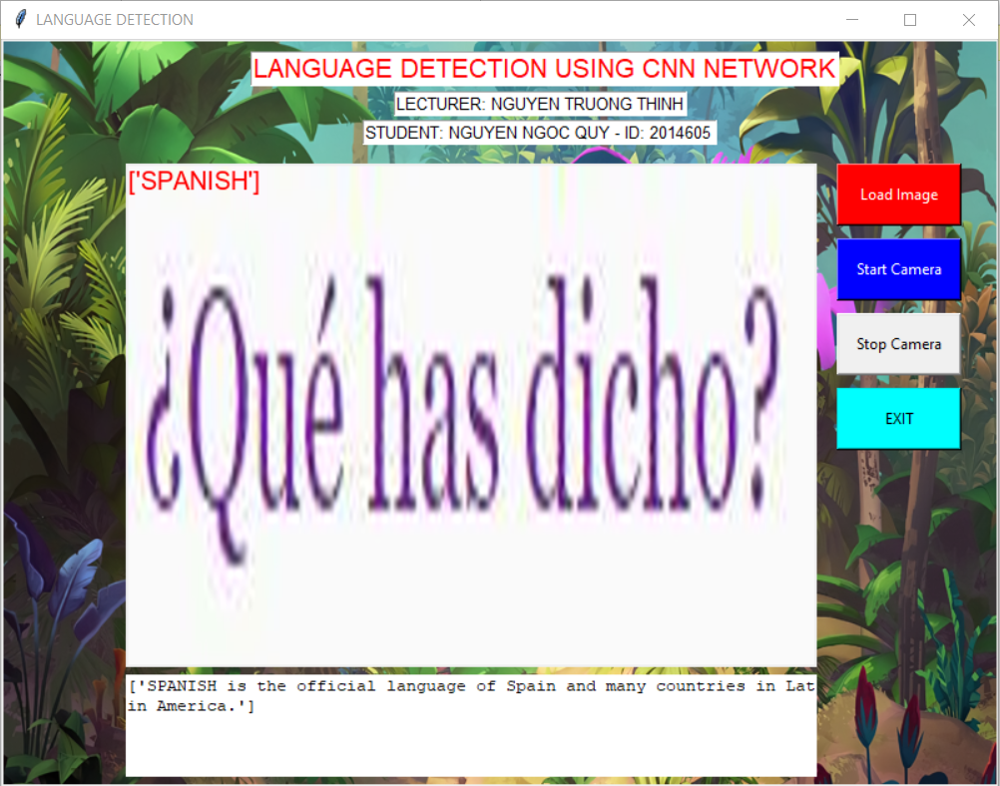 LANGUAGE DETECTION
LANGUAGE DETECTION USING CNN NETWORK
LECTURER: NGUYEN TRUONG THINH
STUDENT: NGUYEN NGOC QUY - ID: 2014605
['SPANISH']
¿Qué has dicho?
Load Image
Start Camera
Stop Camera
EXIT
['SPANISH is the official language of Spain and many countries in Lat
in America.']